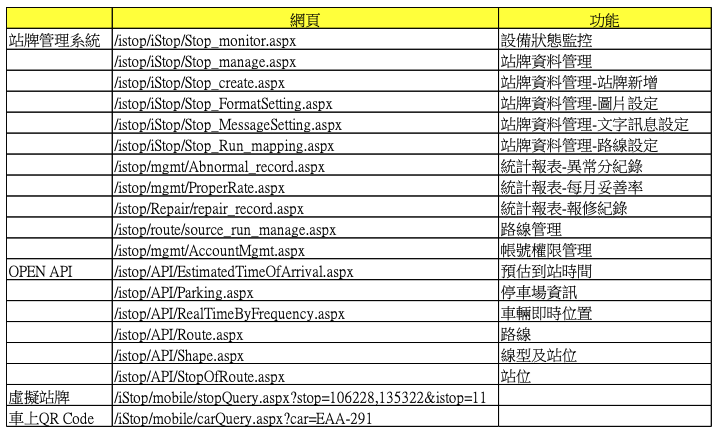 網頁 功能
站牌管理系統 /istop/iStop/Stop_monitor.aspx 設備狀態監控
/istop/iStop/Stop_manage.aspx 站牌資料管理
/istop/iStop/Stop_create.aspx 站牌資料管理-站牌新增
/istop/iStop/Stop_FormatSetting.aspx 站牌資料管理-圖片設定
/istop/iStop/Stop_MessageSetting.aspx 站牌資料管理-文字訊息設定
/istop/iStop/Stop_Run_mapping.aspx 站牌資料管理-路線設定
/istop/mgmt/Abnormal_record.aspx 統計報表-異常分紀錄
/istop/mgmt/ProperRate.aspx 統計報表-每月妥善率
/istop/Repair/repair_record.aspx 統計報表-報修紀錄
/istop/route/source_run_manage.aspx 路線管理
/istop/mgmt/AccountMgmt.aspx 帳號權限管理
OPEN API /istop/API/EstimatedTimeOfArrival.aspx 預估到站時間
/istop/API/Parking.aspx 停車場資訊
/istop/API/RealTimeByFrequency.aspx 車輛即時位置
/istop/API/Route.aspx 路線
/istop/API/Shape.aspx 線型及站位
/istop/API/StopOfRoute.aspx 站位
虛擬站牌 /iStop/mobile/stopQuery.aspx?stop=106228,135322&istop=11
車上QR Code /iStop/mobile/carQuery.aspx?car=EAA-291